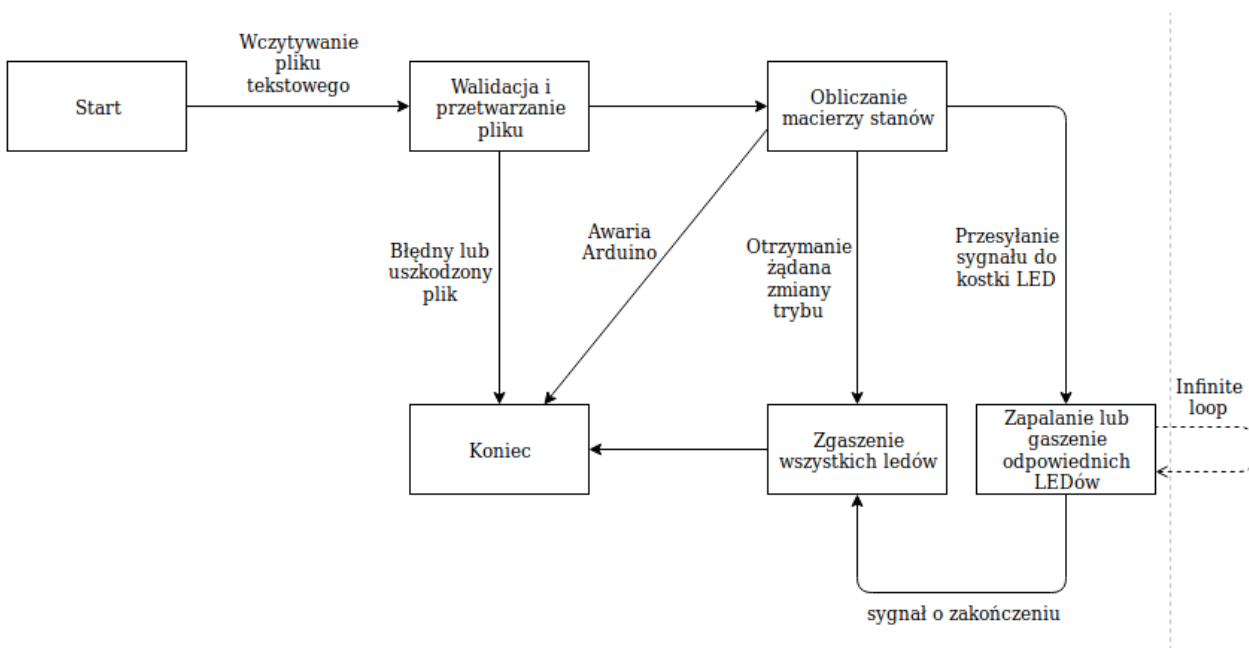 Wczytywanie
pliku
tekstowego
Start
Walidacja i
przetwarzanie
pliku
Obliczanie
macierzy stanów
Błędny lub
uszkodzony
plik
Awaria
Arduino
Otrzymanie
żądana
zmiany
trybu
Przesyłanie
sygnału do
kostki LED
Infinite
loop
Koniec
Zgaszenie
wszystkich ledów
Zapalanie lub
gaszenie
odpowiednich
LEDów
sygnał o zakończeniu